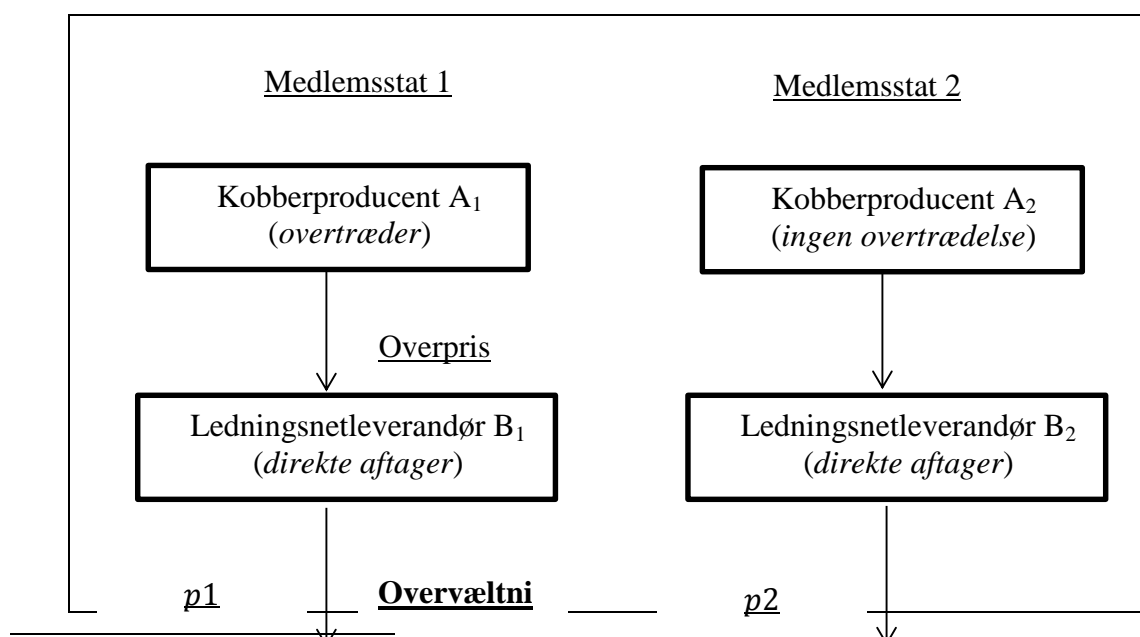 Medlemsstat 1
Medlemsstat 2
Kobberproducent A₁
(overtræder)
Kobberproducent A₂
(ingen overtrædelse)
Overpris
Ledningsnetleverandør B₁
(direkte aftager)
Ledningsnetleverandør B₂
(direkte aftager)
p1
Overvæltni
p2